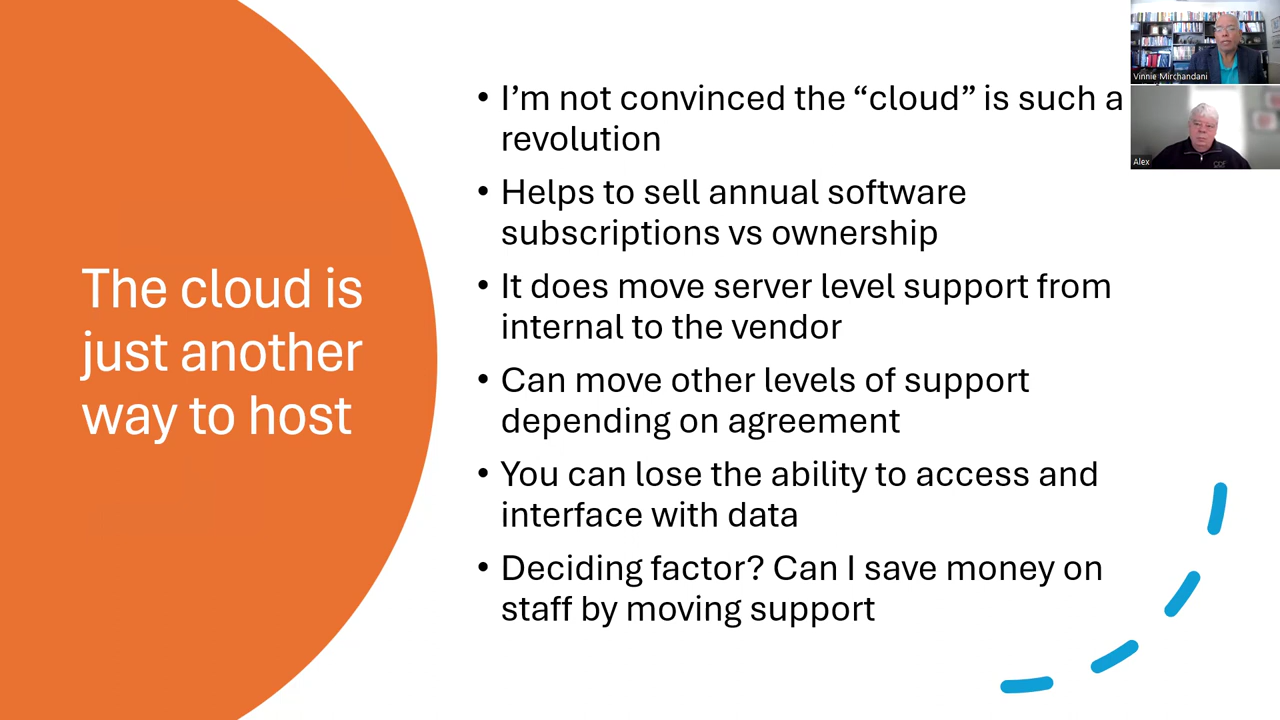 The cloud is
just another
way to host
• I’m not convinced the “cloud” is such a
revolution
• Helps to sell annual software
subscriptions vs ownership
• It does move server level support from
internal to the vendor
• Can move other levels of support
depending on agreement
• You can lose the ability to access and
interface with data
• Deciding factor? Can I save money on
staff by moving support
Vinnie Mirchandani
Alex
CDF